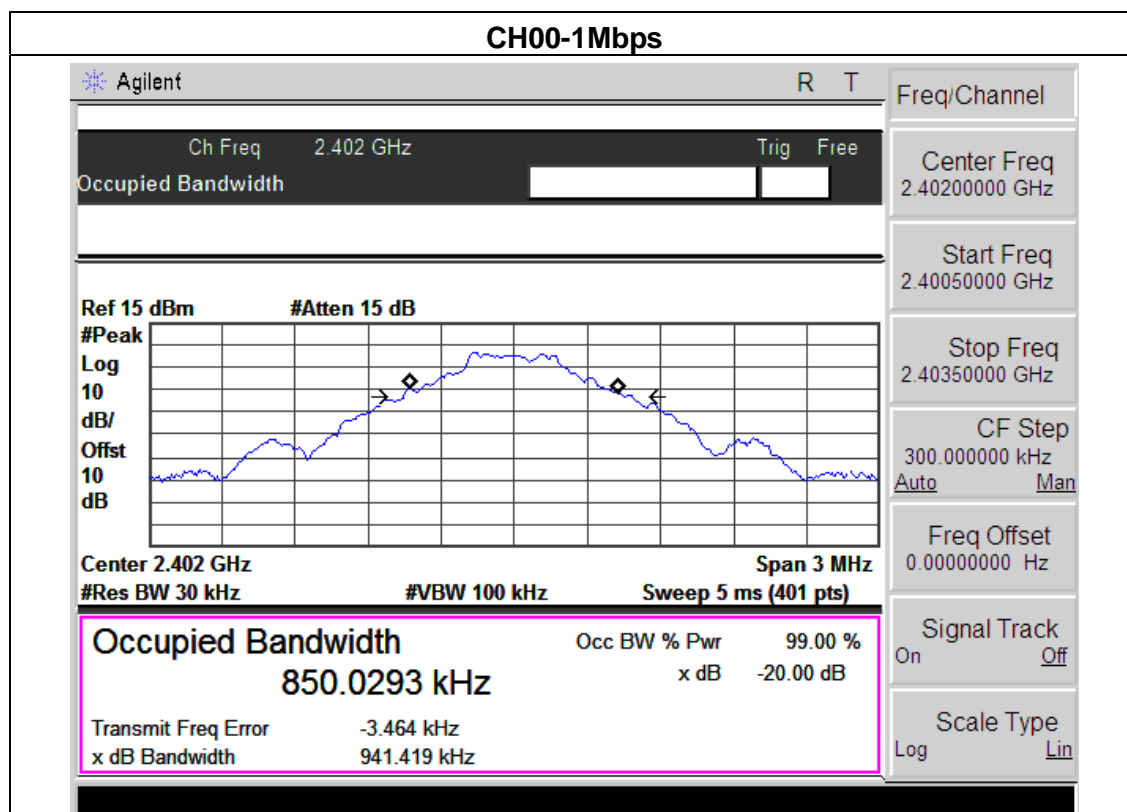 CH00-1Mbps
Agilent R T
Ch Freq 2.402 GHz Trig Free
Occupied Bandwidth
Ref 15 dBm #Atten 15 dB
#Peak
Log
10
dB/
Offst
10
dB
Center 2.402 GHz Span 3 MHz
#Res BW 30 kHz #VBW 100 kHz Sweep 5 ms (401 pts)
Occupied Bandwidth Occ BW % Pwr 99.00 %
850.0293 kHz x dB -20.00 dB
Transmit Freq Error -3.464 kHz
x dB Bandwidth 941.419 kHz
Freq/Channel
Center Freq
2.40200000 GHz
Start Freq
2.40050000 GHz
Stop Freq
2.40350000 GHz
CF Step
300.000000 kHz
Auto Man
Freq Offset
0.00000000 Hz
Signal Track
On Off
Scale Type
Log Lin